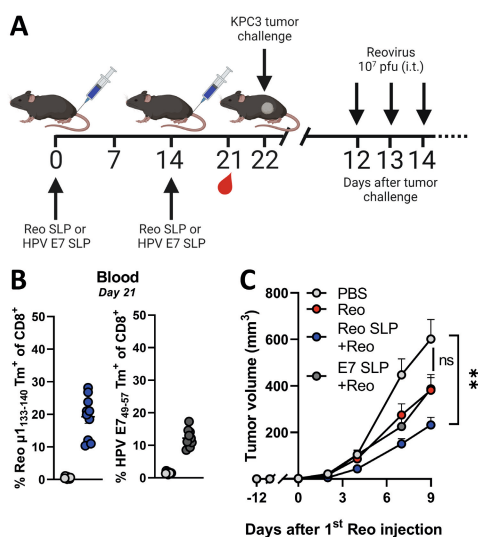 A
KPC3 tumor
challenge
Reovirus
10⁷ pfu (i.t.)
0 7 14 21 22 12 13 14
Days after tumor
challenge
Reo SLP or
HPV E7 SLP
Reo SLP or
HPV E7 SLP
B
Blood
Day 21
% Reo μ1₁₃₃₋₁₄₀ Tm⁺ of CD8⁺
50
40
30
20
10
0
% HPV E7₄₉₋₅₇ Tm⁺ of CD8⁺
50
40
30
20
10
0
C
PBS
Reo
Reo SLP
+Reo
E7 SLP
+Reo
Tumor volume (mm³)
800
600
400
200
ns
**
-12 0 3 6 9
Days after 1ˢᵗ Reo injection